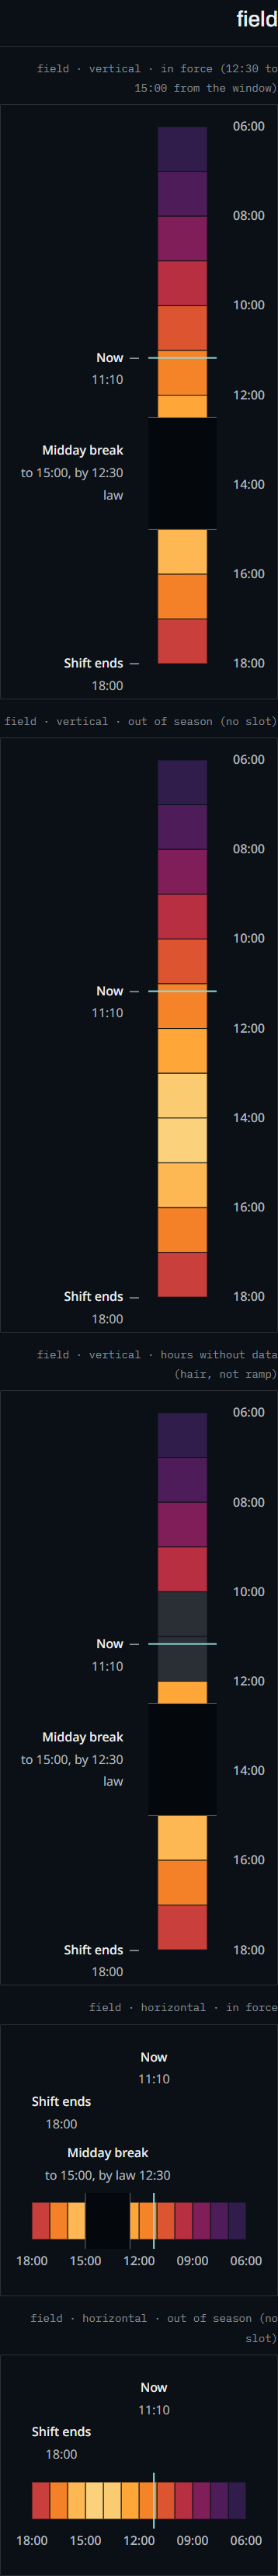 field
field · vertical · in force (12:30 to
15:00 from the window)
06:00
08:00
10:00
Now
11:10
12:00
Midday break
to 15:00, by 12:30
law
14:00
16:00
Shift ends
18:00
18:00
field · vertical · out of season (no slot)
06:00
08:00
10:00
Now
11:10
12:00
14:00
16:00
Shift ends
18:00
18:00
field · vertical · hours without data
(hair, not ramp)
06:00
08:00
10:00
Now
11:10
12:00
Midday break
to 15:00, by 12:30
law
14:00
16:00
Shift ends
18:00
18:00
field · horizontal · in force
Now
11:10
Shift ends
18:00
Midday break
to 15:00, by law 12:30
18:00 15:00 12:00 09:00 06:00
field · horizontal · out of season (no
slot)
Now
11:10
Shift ends
18:00
18:00 15:00 12:00 09:00 06:00